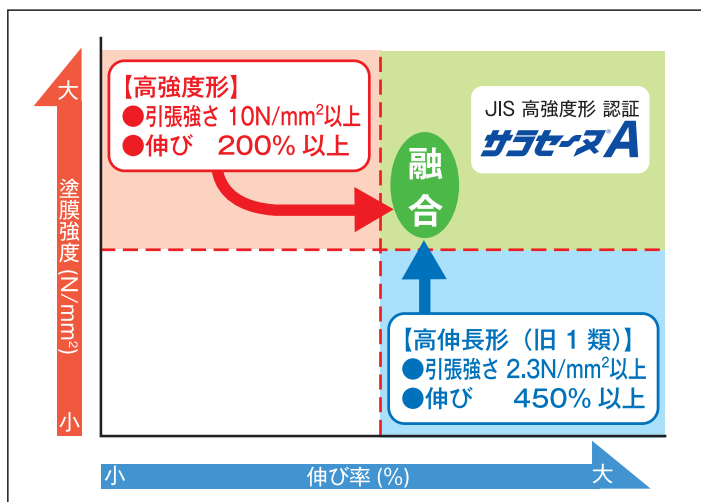 大
塗膜強度(N/mm²)
小
【高強度形】
●引張強さ 10N/mm²以上
●伸び 200% 以上
JIS 高強度形 認証
サラセーヌ®A
融合
【高伸長形（旧 1 類）】
●引張強さ 2.3N/mm²以上
●伸び 450% 以上
小 伸び率(%) 大